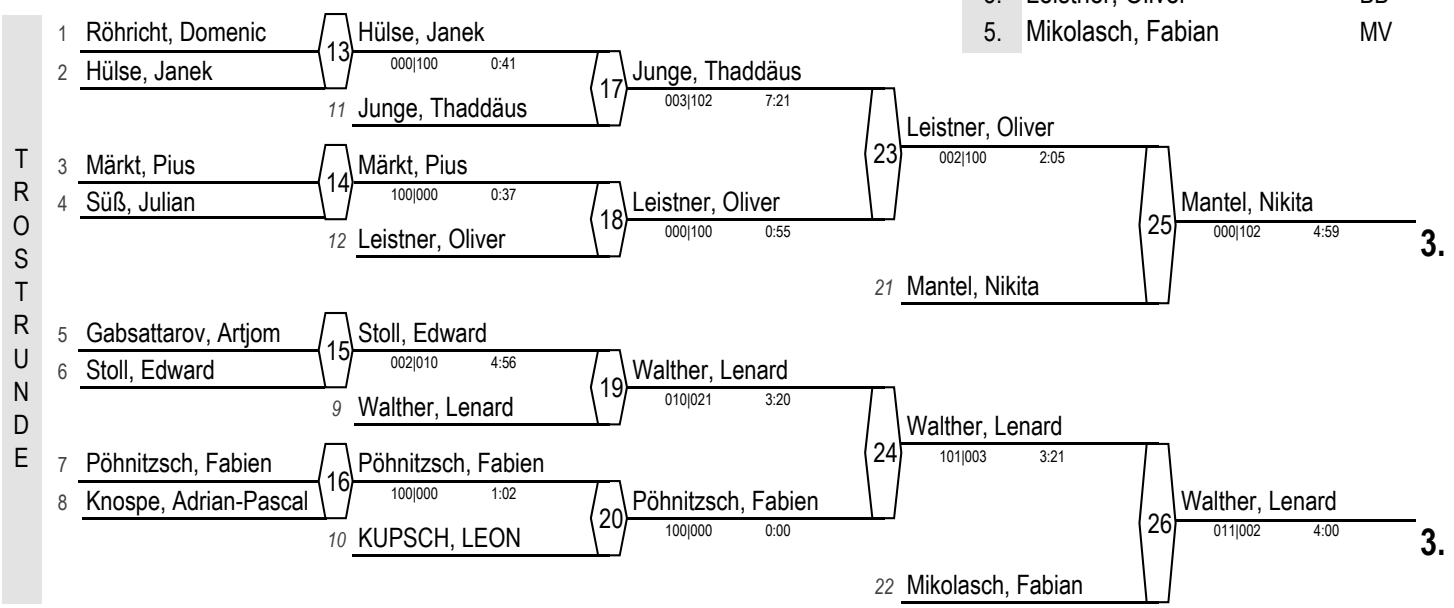 5. Mikolasch, Fabian MV
TROSTRUNDE
1 Röhricht, Domenic
2 Hülse, Janek
13
Hülse, Janek
000|100 0:41
11 Junge, Thaddäus
17
Junge, Thaddäus
003|102 7:21
3 Märkt, Pius
4 Süß, Julian
14
Märkt, Pius
100|000 0:37
12 Leistner, Oliver
18
Leistner, Oliver
000|100 0:55
23
Leistner, Oliver
002|100 2:05
21 Mantel, Nikita
25
Mantel, Nikita
000|102 4:59
3.
5 Gabsattarov, Artjom
6 Stoll, Edward
15
Stoll, Edward
002|010 4:56
9 Walther, Lenard
19
Walther, Lenard
010|021 3:20
7 Pöhnitzsch, Fabien
8 Knospe, Adrian-Pascal
16
Pöhnitzsch, Fabien
100|000 1:02
10 KUPSCH, LEON
20
Pöhnitzsch, Fabien
100|000 0:00
24
Walther, Lenard
101|003 3:21
22 Mikolasch, Fabian
26
Walther, Lenard
011|002 4:00
3.